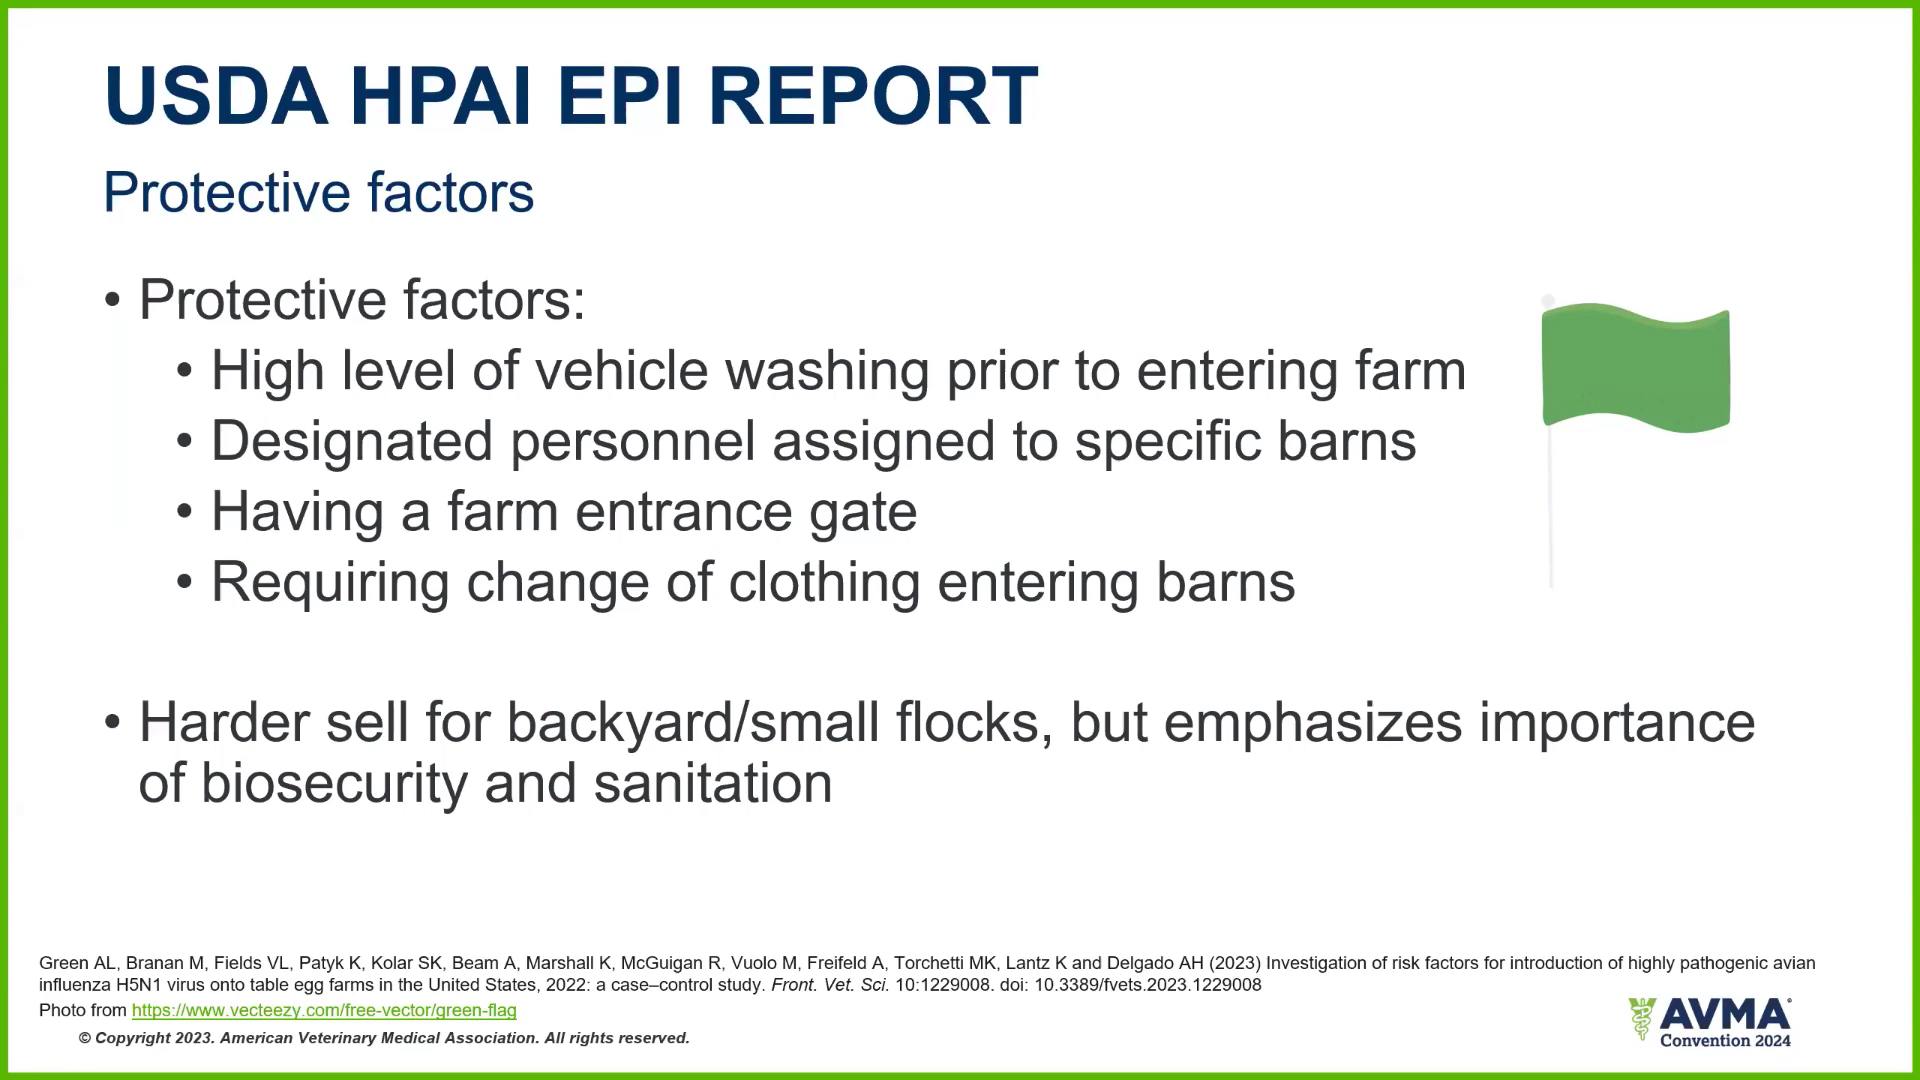 USDA HPAI EPI REPORT
Protective factors
• Protective factors:
• High level of vehicle washing prior to entering farm
• Designated personnel assigned to specific barns
• Having a farm entrance gate
• Requiring change of clothing entering barns
• Harder sell for backyard/small flocks, but emphasizes importance
of biosecurity and sanitation
Green AL, Branan M, Fields VL, Patyk K, Kolar SK, Beam A, Marshall K, McGuigan R, Vuolo M, Freifeld A, Torchetti MK, Lantz K and Delgado AH (2023) Investigation of risk factors for introduction of highly pathogenic avian
influenza H5N1 virus onto table egg farms in the United States, 2022: a case–control study. Front. Vet. Sci. 10:1229008. doi: 10.3389/fvets.2023.1229008
Photo from https://www.vecteezy.com/free-vector/green-flag
© Copyright 2023. American Veterinary Medical Association. All rights reserved.
AVMA
Convention 2024